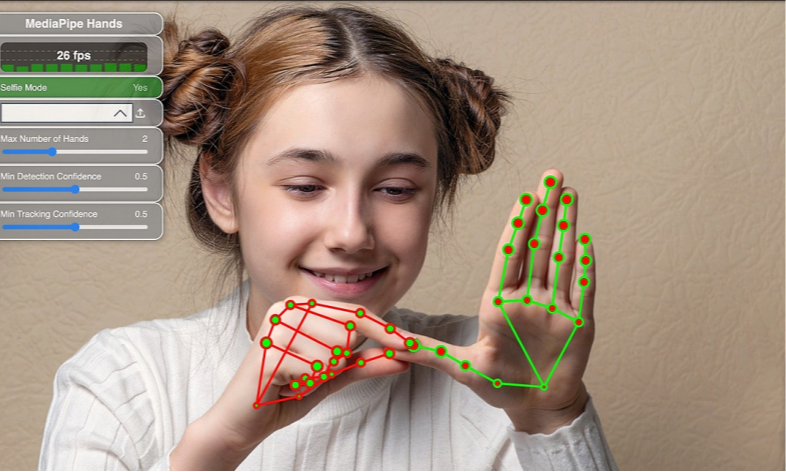 MediaPipe Hands
26 fps
Selfie Mode Yes
Max Number of Hands 2
Min Detection Confidence 0.5
Min Tracking Confidence 0.5